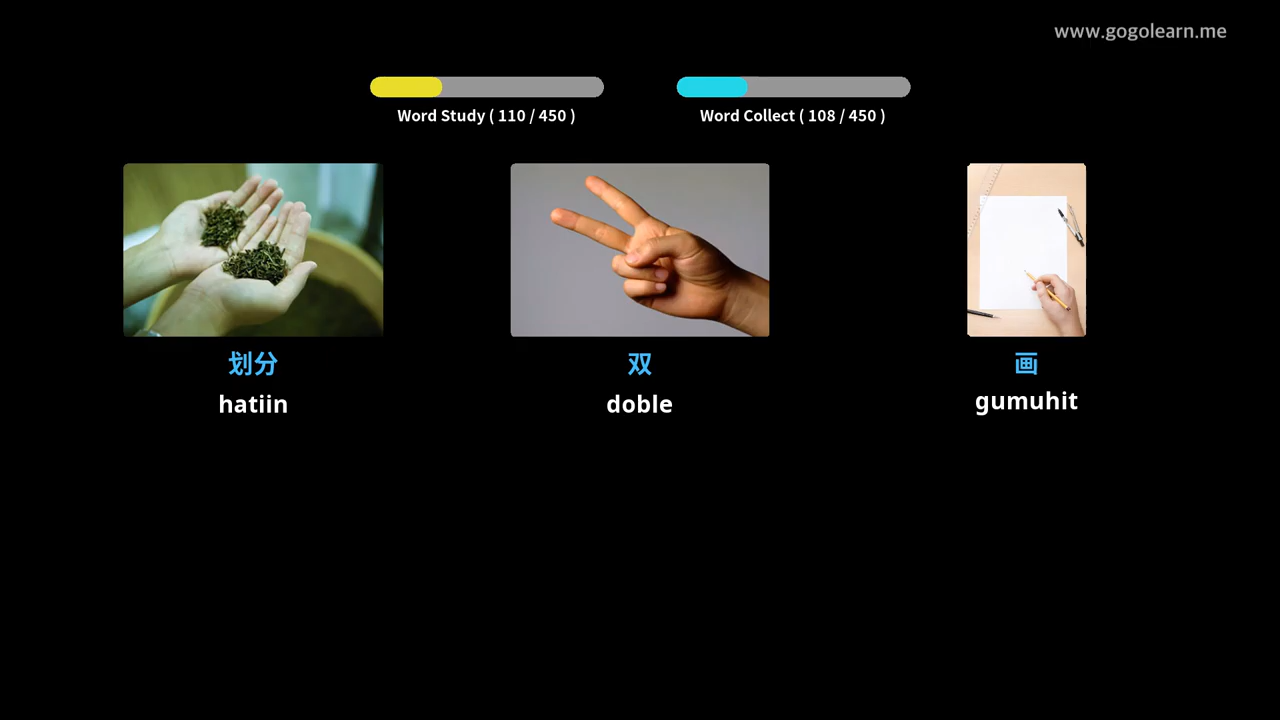 www.gogolearn.me
Word Study ( 110 / 450 )
Word Collect ( 108 / 450 )
划分
hatiin
双
doble
画
gumuhit